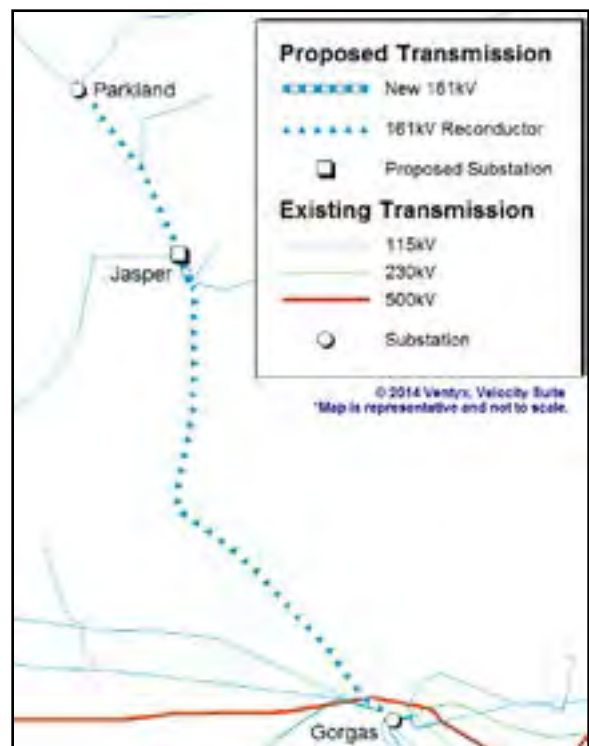 Parkland
Jasper
Gorgas
Proposed Transmission
New 161kV
161kV Reconductor
Proposed Substation
Existing Transmission
115kV
230kV
500kV
Substation
© 2014 Ventyx, Velocity Suite
*Map is representative and not to scale.